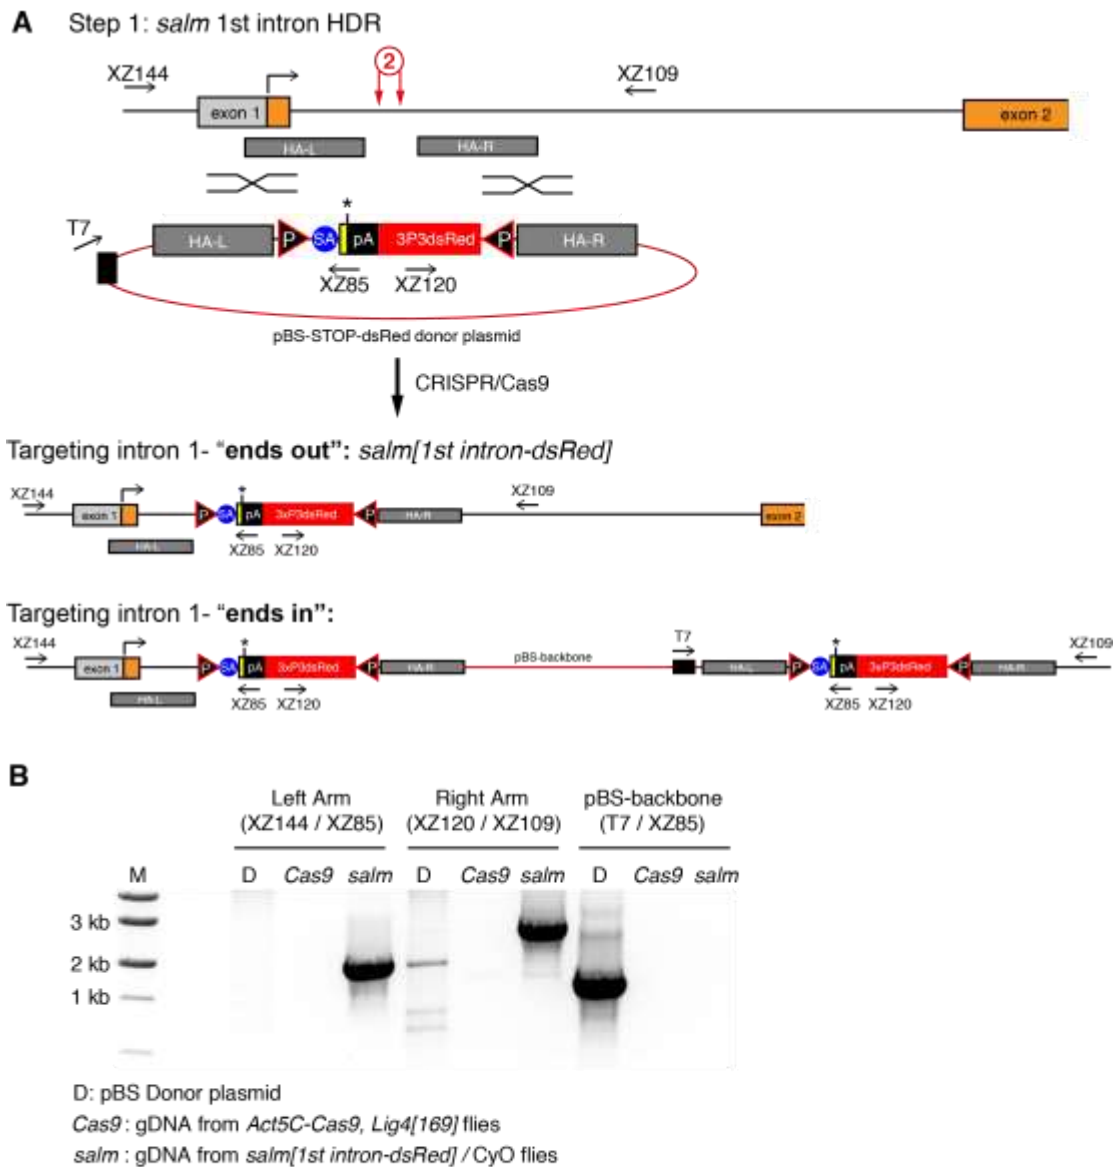 A Step 1: salm 1st intron HDR
2
XZ144 XZ109
exon 1 exon 2
HA-L HA-R
*
T7
HA-L P SA pA 3P3dsRed P HA-R
XZ85 XZ120
pBS-STOP-dsRed donor plasmid
CRISPR/Cas9
Targeting intron 1- “ends out”: salm[1st intron-dsRed]
XZ144 * XZ109
exon 1 P SA pA 3xP3dsRed P HA-R exon 2
HA-L XZ85 XZ120
Targeting intron 1- “ends in”:
XZ144 * T7 * XZ109
exon 1 P SA pA 3xP3dsRed P HA-R pBS-backbone HA-L P SA pA 3xP3dsRed P HA-R
HA-L XZ85 XZ120 XZ85 XZ120
B
Left Arm Right Arm pBS-backbone
(XZ144 / XZ85) (XZ120 / XZ109) (T7 / XZ85)
M D Cas9 salm D Cas9 salm D Cas9 salm
3 kb
2 kb
1 kb
D: pBS Donor plasmid
Cas9 : gDNA from Act5C-Cas9, Lig4[169] flies
salm : gDNA from salm[1st intron-dsRed] / CyO flies